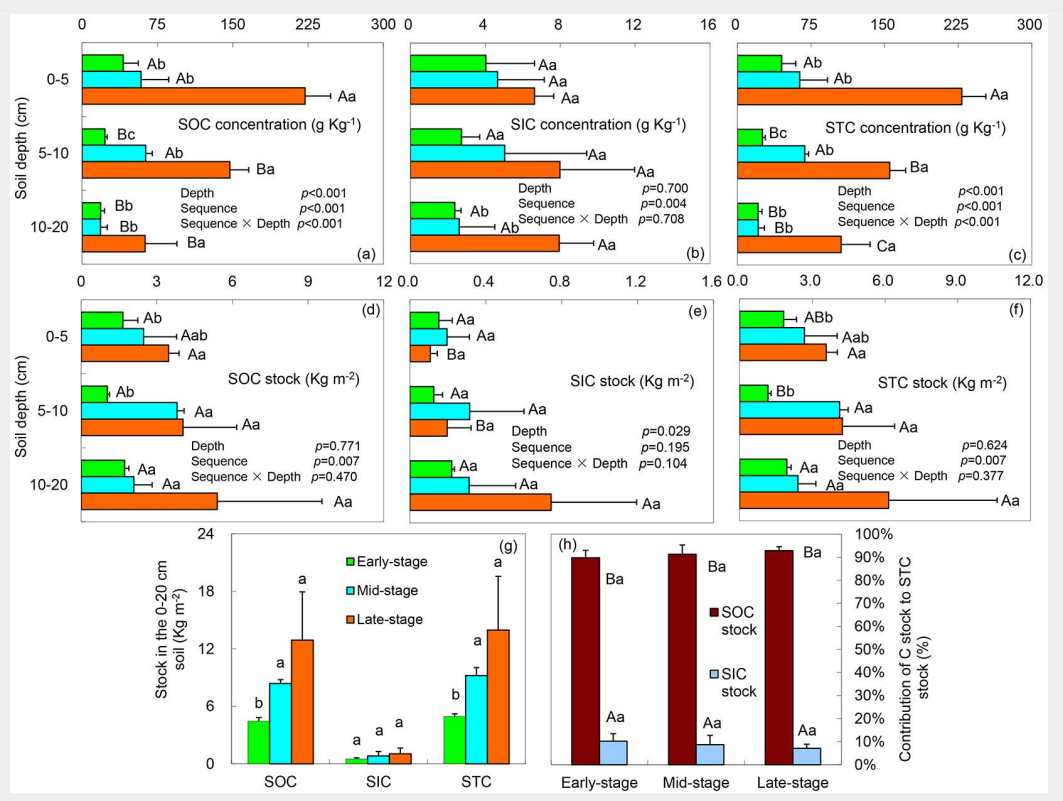 0 75 150 225 300
0 4 8 12 16
0 75 150 225 300
Soil depth (cm)
0-5
5-10
10-20
Ab
Ab
Aa
SOC concentration (g Kg-1)
Bc
Ab
Ba
Depth p<0.001
Sequence p<0.001
Sequence × Depth p<0.001
Bb
Bb
Ba
(a)
Aa
Aa
Aa
SIC concentration (g Kg-1)
Aa
Aa
Aa
Depth p=0.700
Sequence p=0.004
Sequence × Depth p=0.708
Ab
Ab
Aa
(b)
Ab
Ab
Aa
STC concentration (g Kg-1)
Bc
Ab
Ba
Depth p<0.001
Sequence p<0.001
Sequence × Depth p<0.001
Bb
Bb
Ca
(c)
0 3 6 9 12
0.0 0.4 0.8 1.2 1.6
0.0 3.0 6.0 9.0 12.0
Soil depth (cm)
0-5
5-10
10-20
(d)
Ab
Aab
Aa
SOC stock (Kg m-2)
Ab
Aa
Aa
Depth p=0.771
Sequence p=0.007
Sequence × Depth p=0.470
Aa
Aa
Aa
(e)
Aa
Aa
Ba
SIC stock (Kg m-2)
Aa
Aa
Ba
Depth p=0.029
Sequence p=0.195
Sequence × Depth p=0.104
Aa
Aa
Aa
(f)
ABb
Aab
Aa
STC stock (Kg m-2)
Bb
Aa
Aa
Depth p=0.624
Sequence p=0.007
Sequence × Depth p=0.377
Aa
Aa
Aa
Stock in the 0-20 cm
soil (Kg m-2)
24
18
12
6
0
(g)
Early-stage
Mid-stage
Late-stage
b
a
a
a
a
a
b
a
a
SOC SIC STC
(h)
Ba
Ba
Ba
SOC
stock
SIC
stock
Aa
Aa
Aa
Early-stage Mid-stage Late-stage
100%
90%
80%
70%
60%
50%
40%
30%
20%
10%
0%
Contribution of C stock to STC
stock (%)